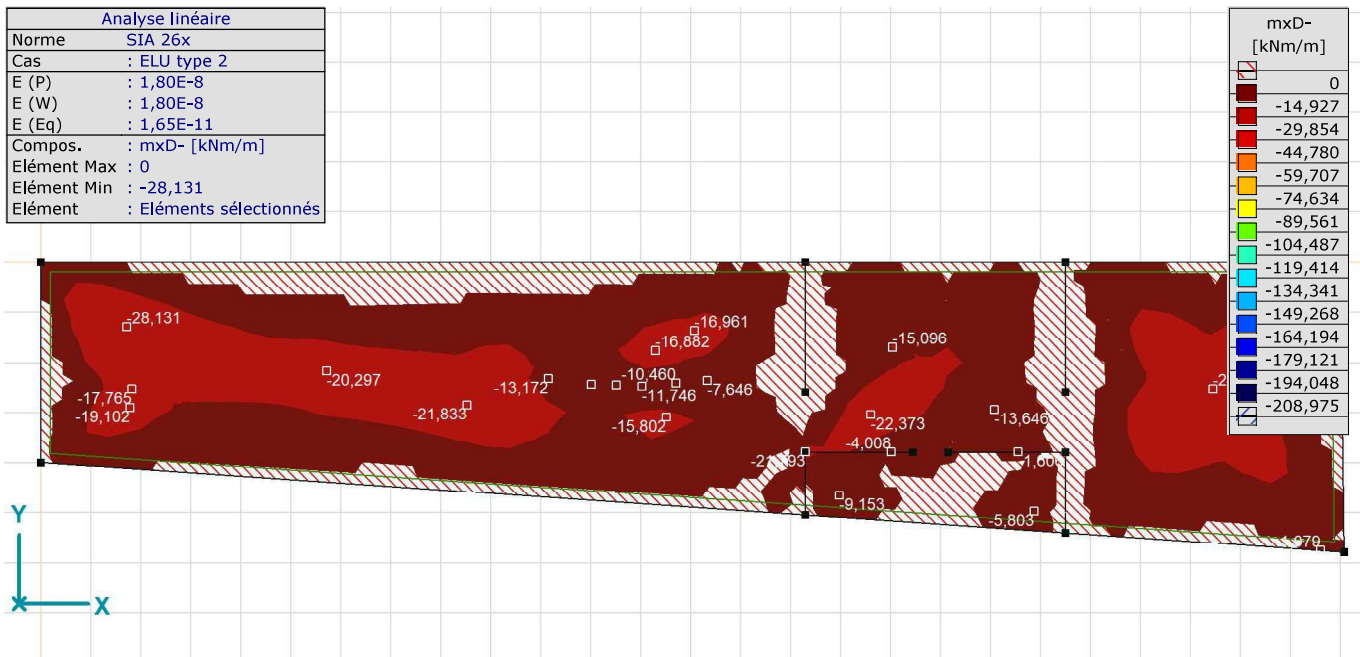 Analyse linéaire
Norme SIA 26x
Cas : ELU type 2
E (P) : 1,80E-8
E (W) : 1,80E-8
E (Eq) : 1,65E-11
Compos. : mxD- [kNm/m]
Elément Max : 0
Elément Min : -28,131
Elément : Eléments sélectionnés
mxD-
[kNm/m]
0
-14,927
-29,854
-44,780
-59,707
-74,634
-89,561
-104,487
-119,414
-134,341
-149,268
-164,194
-179,121
-194,048
-208,975
-28,131
-16,961
-16,882
-15,096
-20,297
-13,172
-10,460
-7,646
-11,746
-17,765
-19,102
-21,833
-15,802
-22,373
-13,646
-4,008
-9,153
-5,803
Y
X